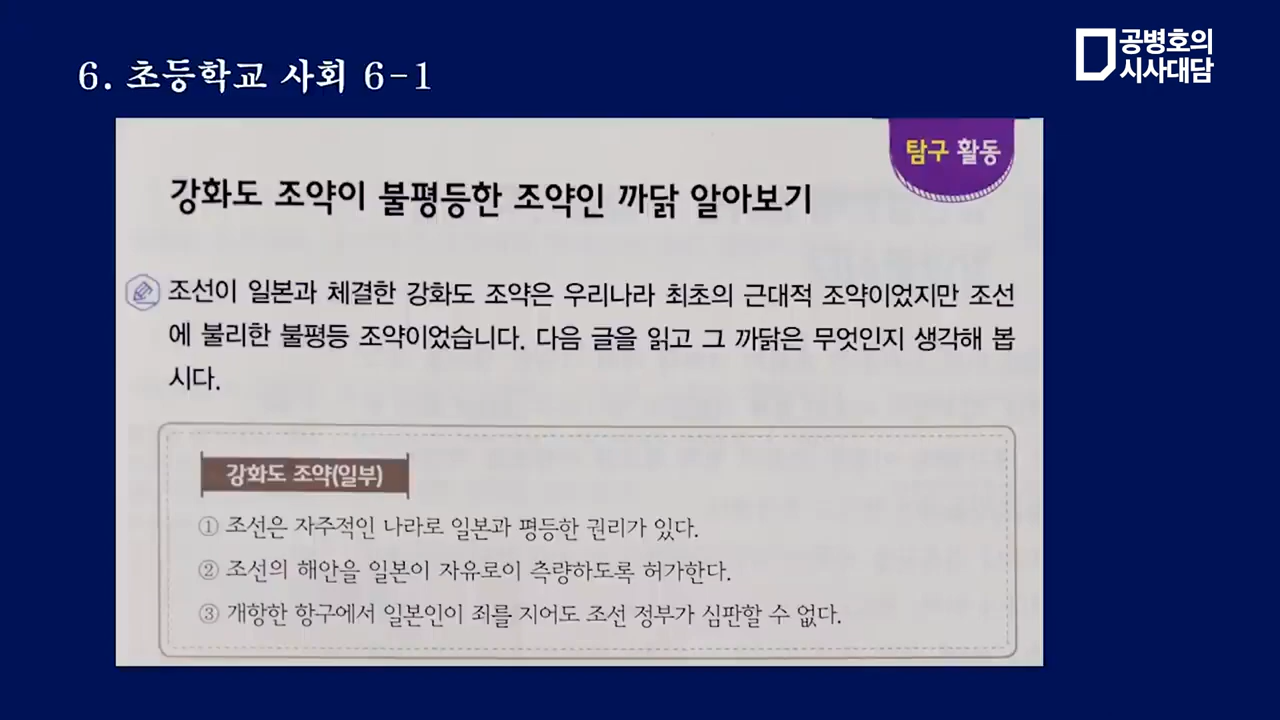 6. 초등학교 사회 6-1
공병호의
시사대담
탐구 활동
강화도 조약이 불평등한 조약인 까닭 알아보기
조선이 일본과 체결한 강화도 조약은 우리나라 최초의 근대적 조약이었지만 조선
에 불리한 불평등 조약이었습니다. 다음 글을 읽고 그 까닭은 무엇인지 생각해 봅
시다.
강화도 조약(일부)
① 조선은 자주적인 나라로 일본과 평등한 권리가 있다.
② 조선의 해안을 일본이 자유로이 측량하도록 허가한다.
③ 개항한 항구에서 일본인이 죄를 지어도 조선 정부가 심판할 수 없다.